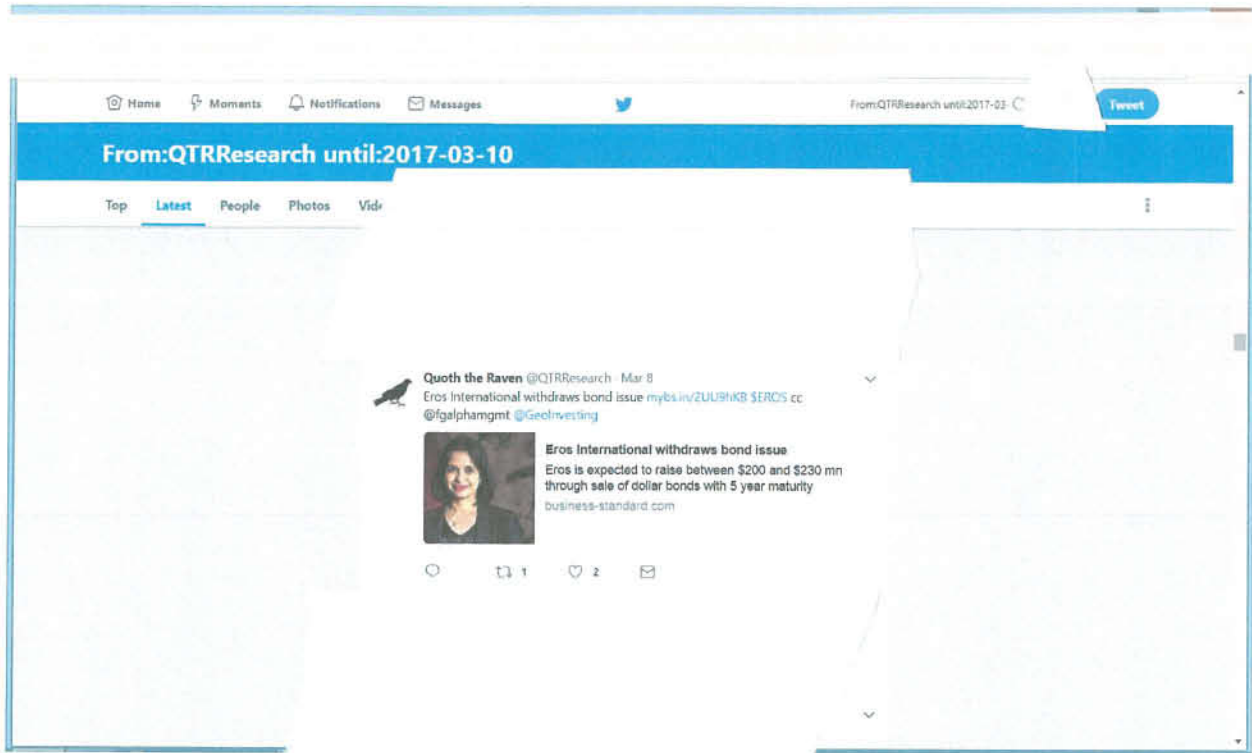 Home Moments Notifications Messages From:QTRResearch until:2017-03- Tweet
From:QTRResearch until:2017-03-10
Top Latest People Photos
Quoth the Raven @QTRResearch · Mar 8
Eros International withdraws bond issue mybs.in/2UU9hKB $EROS cc
@fgalphamgmt @GeoInvesting
Eros International withdraws bond issue
Eros is expected to raise between $200 and $230 mn
through sale of dollar bonds with 5 year maturity
business-standard.com
1 2